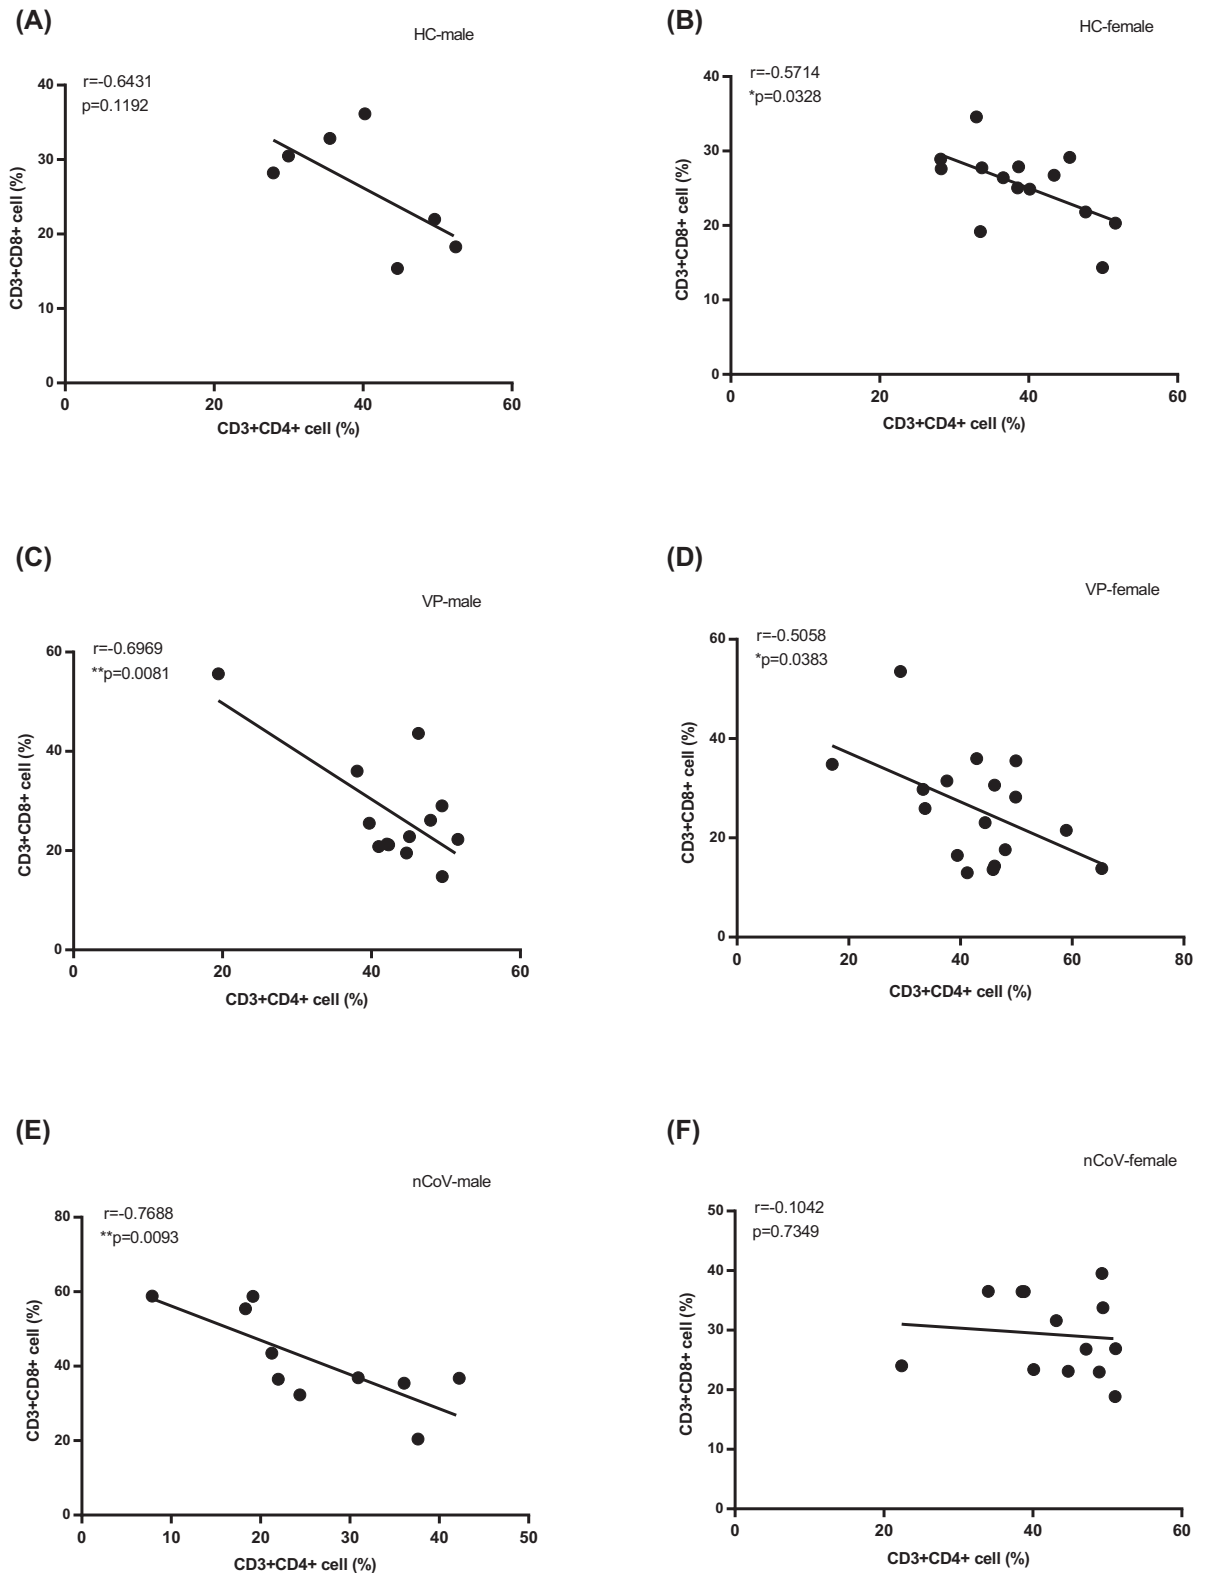 (A)
HC-male
r=-0.6431
p=0.1192
40
30
20
10
0
0 20 40 60
CD3+CD8+ cell (%)
CD3+CD4+ cell (%)
(B)
HC-female
r=-0.5714
*p=0.0328
40
30
20
10
0
0 20 40 60
CD3+CD8+ cell (%)
CD3+CD4+ cell (%)
(C)
VP-male
r=-0.6969
**p=0.0081
60
40
20
0
0 20 40 60
CD3+CD8+ cell (%)
CD3+CD4+ cell (%)
(D)
VP-female
r=-0.5058
*p=0.0383
60
40
20
0
0 20 40 60 80
CD3+CD8+ cell (%)
CD3+CD4+ cell (%)
(E)
nCoV-male
r=-0.7688
**p=0.0093
80
60
40
20
0
0 10 20 30 40 50
CD3+CD8+ cell (%)
CD3+CD4+ cell (%)
(F)
nCoV-female
r=-0.1042
p=0.7349
50
40
30
20
10
0
0 20 40 60
CD3+CD8+ cell (%)
CD3+CD4+ cell (%)